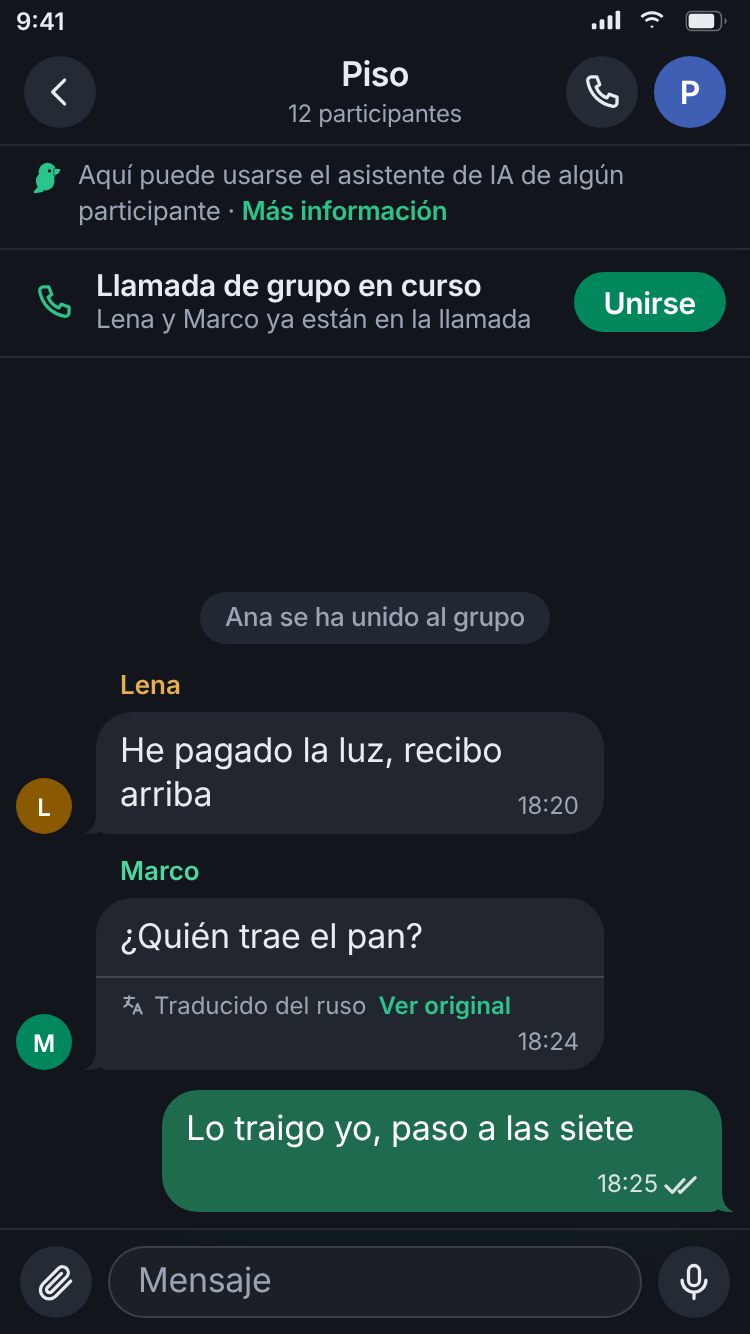 9:41
Piso
12 participantes
P
Aquí puede usarse el asistente de IA de algún
participante · Más información
Llamada de grupo en curso
Lena y Marco ya están en la llamada
Unirse
Ana se ha unido al grupo
Lena
He pagado la luz, recibo
arriba
18:20
L
Marco
¿Quién trae el pan?
Traducido del ruso Ver original
18:24
M
Lo traigo yo, paso a las siete
18:25
Mensaje